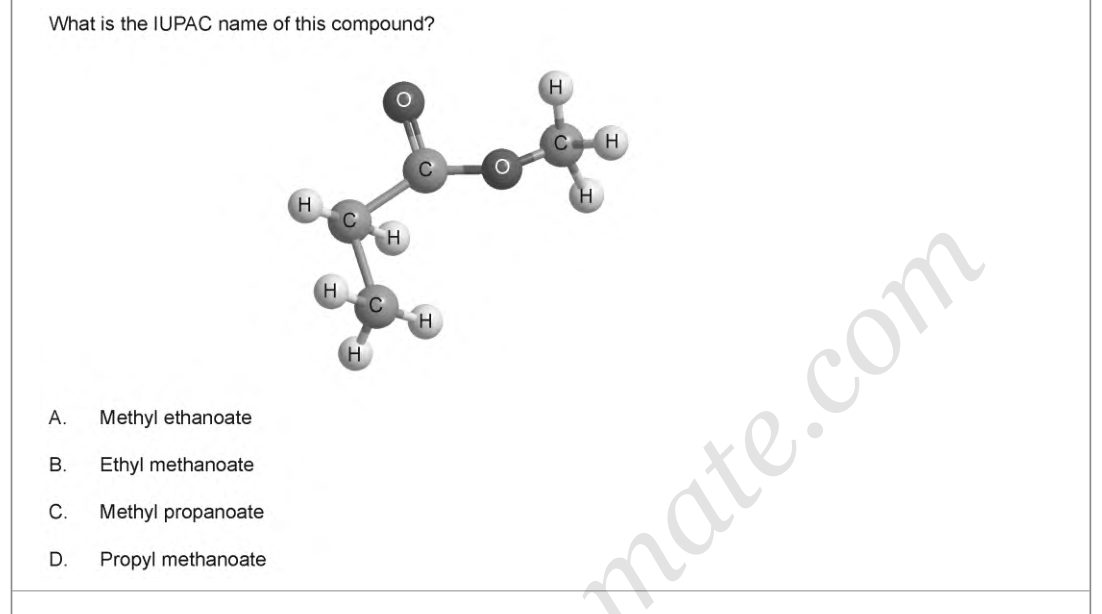 What is the IUPAC name of this compound?
H
O
C H
C O
H
H
C
H
H
C
H
H
A. Methyl ethanoate
B. Ethyl methanoate
C. Methyl propanoate
D. Propyl methanoate
mate.com